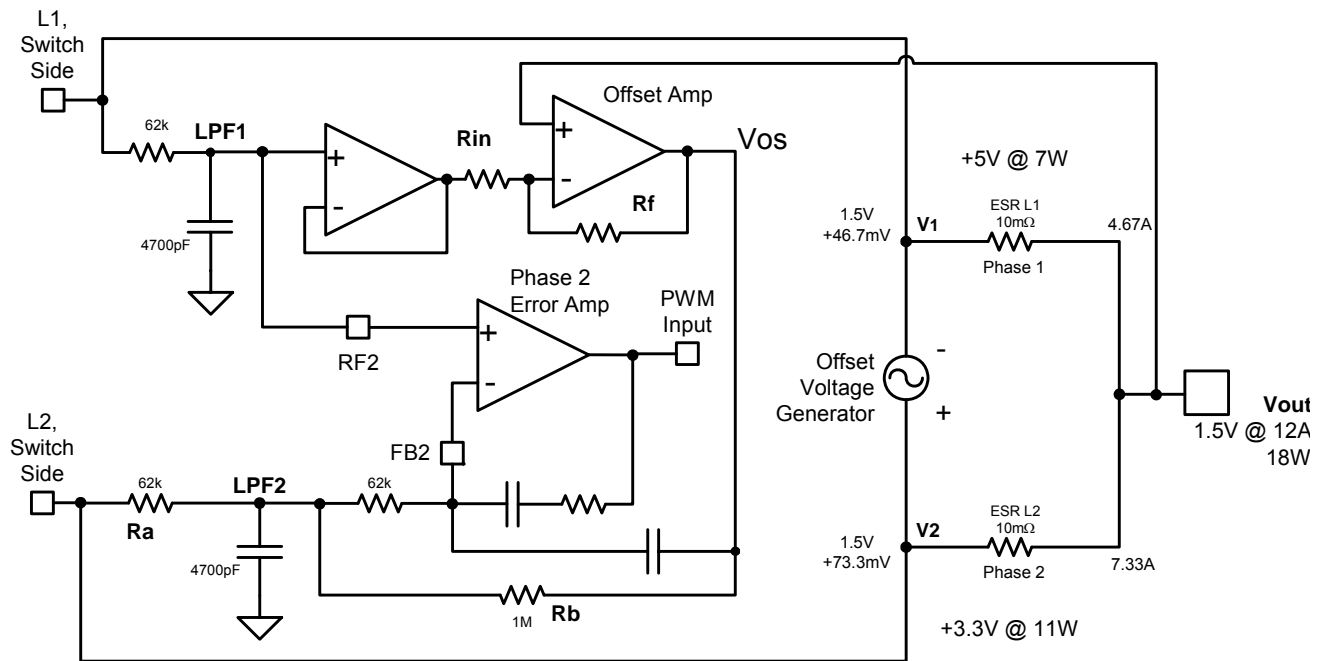 L1,
Switch
Side
62k
LPF1
4700pF
+
-
Rin
Offset Amp
+
-
Rf
Vos
+5V @ 7W
1.5V
+46.7mV
V1
ESR L1
10mΩ
Phase 1
4.67A
Phase 2
Error Amp
+
-
PWM
Input
RF2
FB2
Offset
Voltage
Generator
-
+
Vout
1.5V @ 12A
18W
L2,
Switch
Side
62k
Ra
LPF2
4700pF
62k
1M
Rb
1.5V
+73.3mV
V2
ESR L2
10mΩ
Phase 2
7.33A
+3.3V @ 11W